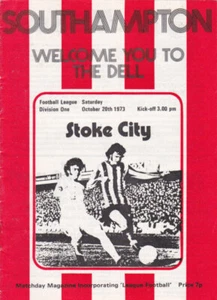 SOUTHAMPTON
WELCOME YOU TO
THE DELL
Football League Saturday
Division One October 20th 1973 Kick-off 3.00 pm
Stoke City
Matchday Magazine Incorporating 'League Football' Price 7p